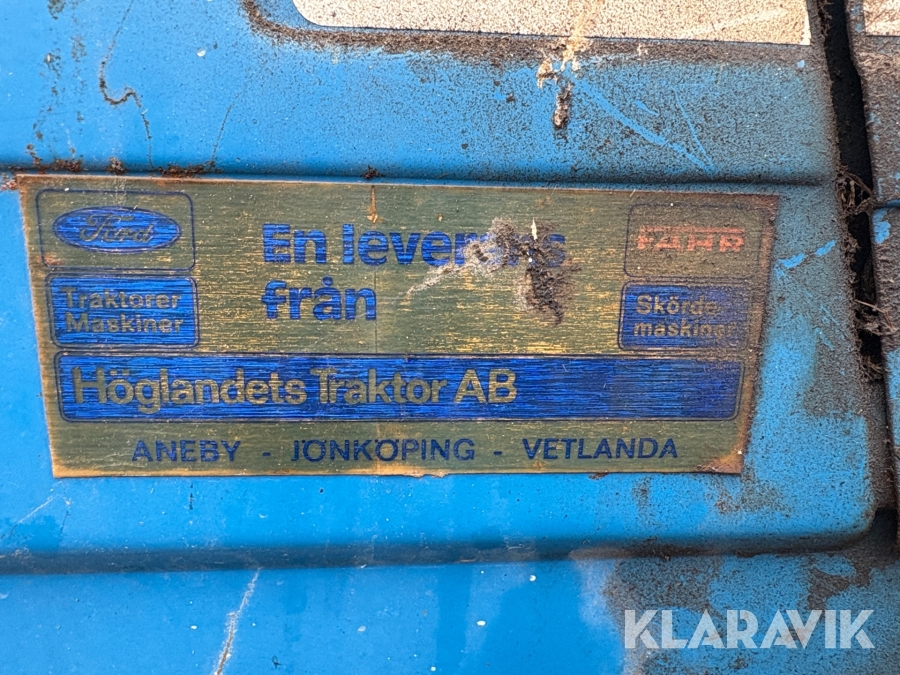 Ford
En leverans
från
FAHR
Traktorer
Maskiner
Skörde-
maskiner
Höglandets Traktor AB
ANEBY - JÖNKÖPING - VETLANDA
KLARAVIK